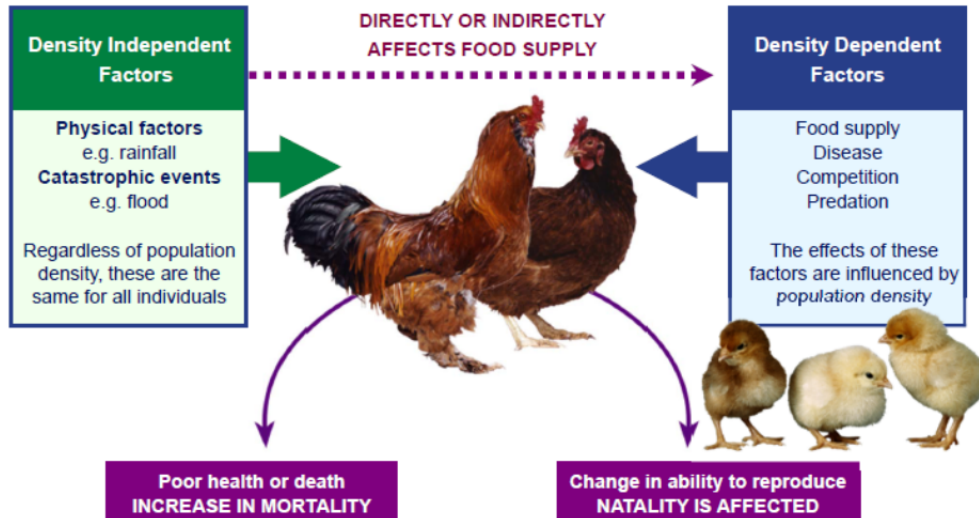 DIRECTLY OR INDIRECTLY
AFFECTS FOOD SUPPLY
Density Independent
Factors
Physical factors
e.g. rainfall
Catastrophic events
e.g. flood
Regardless of population
density, these are the
same for all individuals
Density Dependent
Factors
Food supply
Disease
Competition
Predation
The effects of these
factors are influenced by
population density
Poor health or death
INCREASE IN MORTALITY
Change in ability to reproduce
NATALITY IS AFFECTED